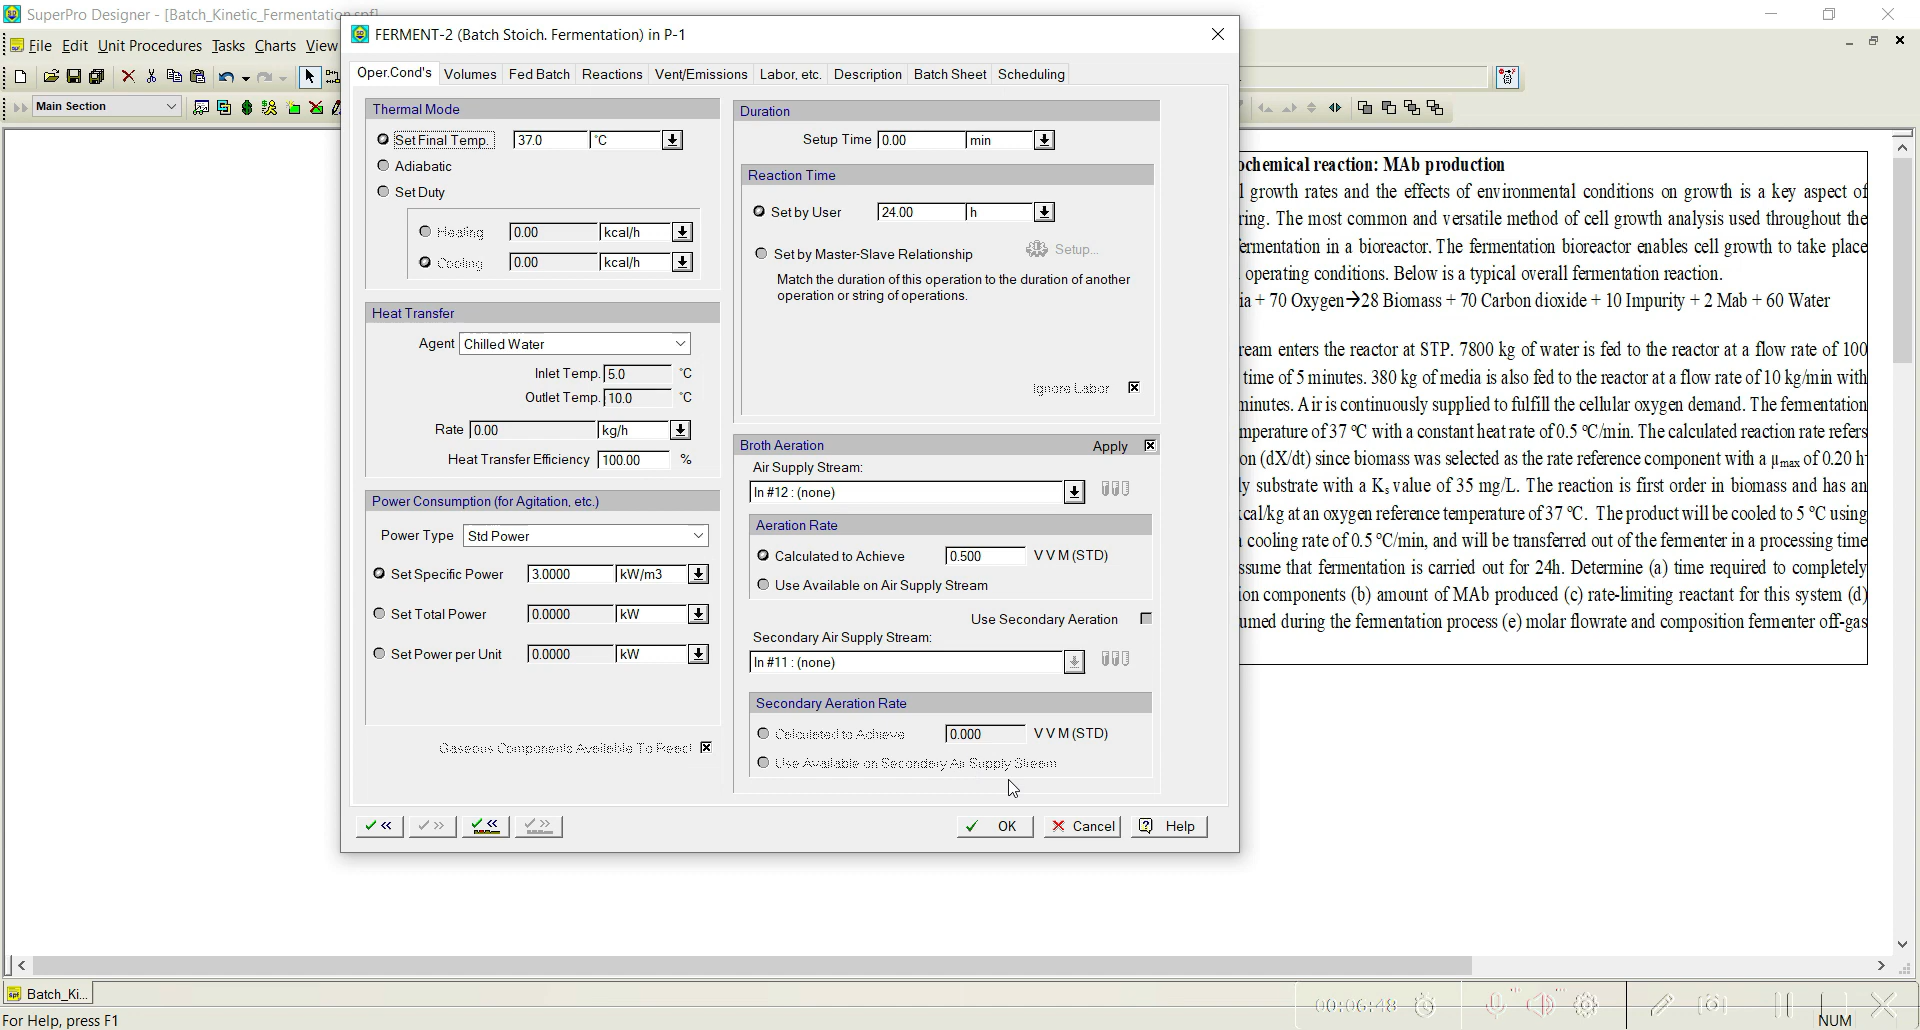 SuperPro Designer - [Batch_Kinetic_Fermentation.spf]
File Edit Unit Procedures Tasks Charts View
Main Section
FERMENT-2 (Batch Stoich. Fermentation) in P-1
Oper.Cond's Volumes Fed Batch Reactions Vent/Emissions Labor, etc. Description Batch Sheet Scheduling
Thermal Mode
Set Final Temp. 37.0 °C
Adiabatic
Set Duty
Heating 0.00 kcal/h
Cooling 0.00 kcal/h
Heat Transfer
Agent Chilled Water
Inlet Temp. 5.0 °C
Outlet Temp. 10.0 °C
Rate 0.00 kg/h
Heat Transfer Efficiency 100.00 %
Power Consumption (for Agitation, etc.)
Power Type Std Power
Set Specific Power 3.0000 kW/m3
Set Total Power 0.0000 kW
Set Power per Unit 0.0000 kW
Gaseous Components Available To React
Duration
Setup Time 0.00 min
Reaction Time
Set by User 24.00 h
Set by Master-Slave Relationship Setup...
Match the duration of this operation to the duration of another
operation or string of operations.
Ignore Labor
Broth Aeration Apply
Air Supply Stream:
In #12 : (none)
Aeration Rate
Calculated to Achieve 0.500 V V M (STD)
Use Available on Air Supply Stream
Use Secondary Aeration
Secondary Air Supply Stream:
In #11 : (none)
Secondary Aeration Rate
Calculated to Achieve 0.000 V V M (STD)
Use Available on Secondary Air Supply Stream
OK Cancel Help
ochemical reaction: MAb production
l growth rates and the effects of environmental conditions on growth is a key aspect of
ring. The most common and versatile method of cell growth analysis used throughout the
fermentation in a bioreactor. The fermentation bioreactor enables cell growth to take place
operating conditions. Below is a typical overall fermentation reaction.
ia + 70 Oxygen→28 Biomass + 70 Carbon dioxide + 10 Impurity + 2 Mab + 60 Water
ream enters the reactor at STP. 7800 kg of water is fed to the reactor at a flow rate of 100
time of 5 minutes. 380 kg of media is also fed to the reactor at a flow rate of 10 kg/min with
minutes. Air is continuously supplied to fulfill the cellular oxygen demand. The fermentation
mperature of 37 °C with a constant heat rate of 0.5 °C/min. The calculated reaction rate refers
on (dX/dt) since biomass was selected as the rate reference component with a μmax of 0.20 h-
ly substrate with a Ks value of 35 mg/L. The reaction is first order in biomass and has an
kcal/kg at an oxygen reference temperature of 37 °C. The product will be cooled to 5 °C using
a cooling rate of 0.5 °C/min, and will be transferred out of the fermenter in a processing time
ssume that fermentation is carried out for 24h. Determine (a) time required to completely
ion components (b) amount of MAb produced (c) rate-limiting reactant for this system (d)
umed during the fermentation process (e) molar flowrate and composition fermenter off-gas
Batch_Ki...
For Help, press F1
00:06:48
NUM